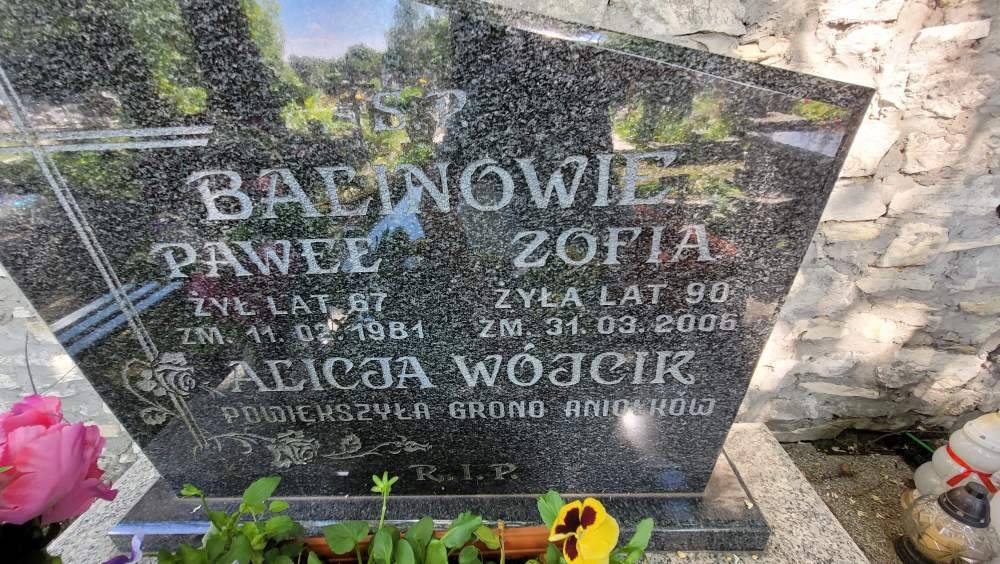 Ś.P.
BALINOWIE
PAWEŁ ZOFIA
ŻYŁ LAT 67 ŻYŁA LAT 90
ZM. 11. 03. 1981 ZM. 31. 03. 2006
ALICJA WÓJCIK
POWIĘKSZYŁA GRONO ANIOŁKÓW
R.I.P.